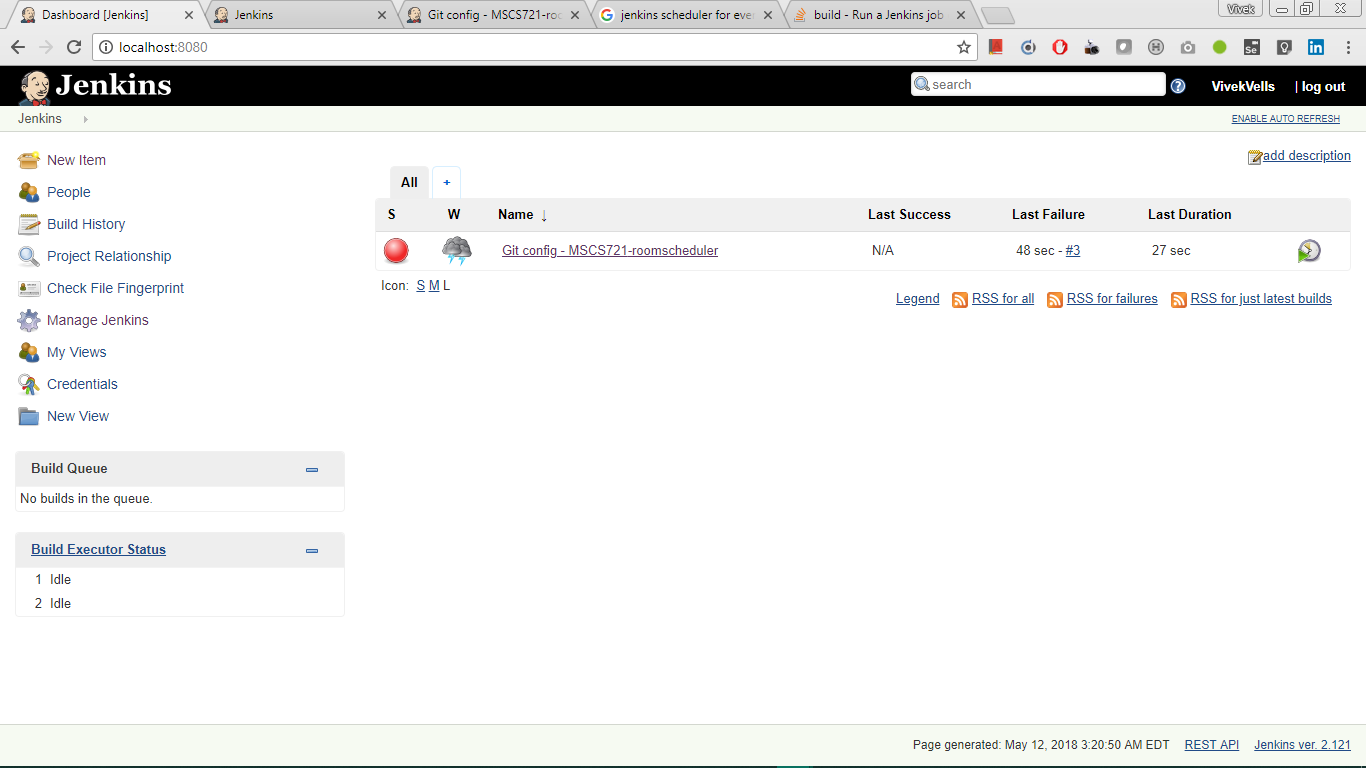 Dashboard [Jenkins]
Jenkins
Git config - MSCS721-roo
jenkins scheduler for eve
build - Run a Jenkins job
Vivek
localhost:8080
Jenkins
search
VivekVells
| log out
Jenkins
ENABLE AUTO REFRESH
New Item
People
Build History
Project Relationship
Check File Fingerprint
Manage Jenkins
My Views
Credentials
New View
Build Queue
No builds in the queue.
Build Executor Status
1 Idle
2 Idle
add description
All +
S W Name ↓ Last Success Last Failure Last Duration
Git config - MSCS721-roomscheduler N/A 48 sec - #3 27 sec
Icon: S M L
Legend RSS for all RSS for failures RSS for just latest builds
Page generated: May 12, 2018 3:20:50 AM EDT REST API Jenkins ver. 2.121